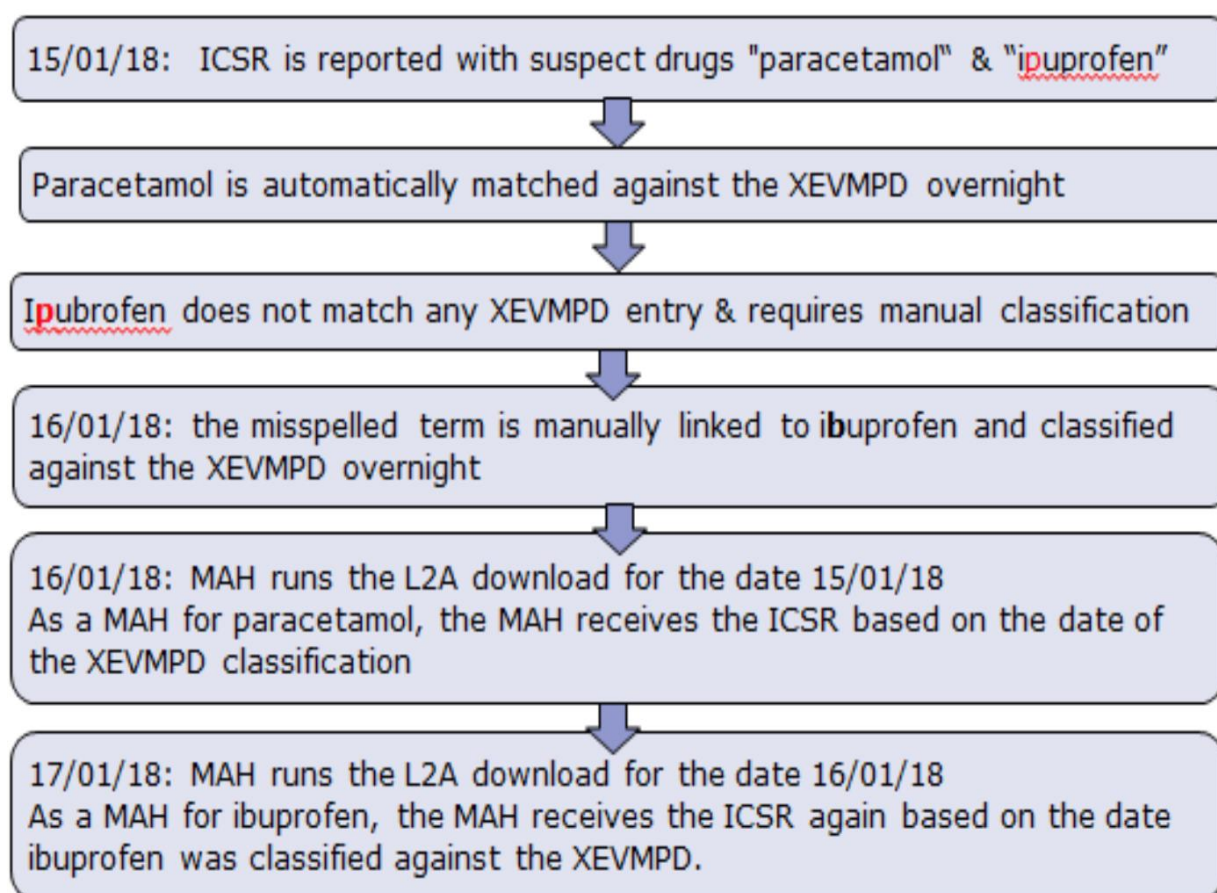 15/01/18: ICSR is reported with suspect drugs "paracetamol“ & “ipuprofen”
Paracetamol is automatically matched against the XEVMPD overnight
Ipubrofen does not match any XEVMPD entry & requires manual classification
16/01/18: the misspelled term is manually linked to ibuprofen and classified
against the XEVMPD overnight
16/01/18: MAH runs the L2A download for the date 15/01/18
As a MAH for paracetamol, the MAH receives the ICSR based on the date of
the XEVMPD classification
17/01/18: MAH runs the L2A download for the date 16/01/18
As a MAH for ibuprofen, the MAH receives the ICSR again based on the date
ibuprofen was classified against the XEVMPD.